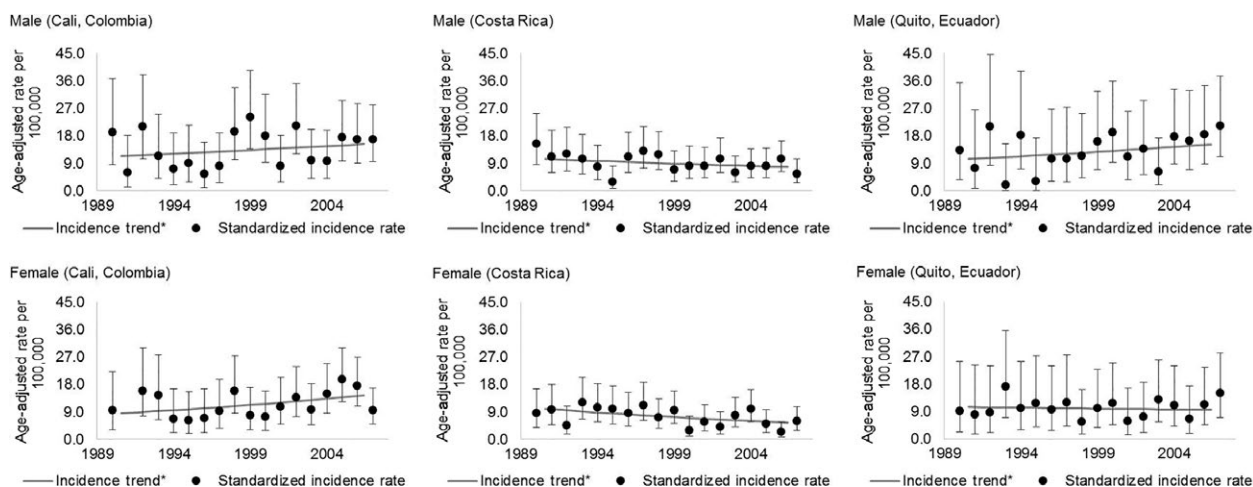 Male (Cali, Colombia)
Age-adjusted rate per
100,000
45.0
36.0
27.0
18.0
9.0
0.0
1989 1994 1999 2004
Incidence trend* Standardized incidence rate
Male (Costa Rica)
Age-adjusted rate per
100,000
45.0
36.0
27.0
18.0
9.0
0.0
1989 1994 1999 2004
Incidence trend* Standardized incidence rate
Male (Quito, Ecuador)
Age-adjusted rate per
100,000
45.0
36.0
27.0
18.0
9.0
0.0
1989 1994 1999 2004
Incidence trend* Standardized incidence rate
Female (Cali, Colombia)
Age-adjusted rate per
100,000
45.0
36.0
27.0
18.0
9.0
0.0
1989 1994 1999 2004
Incidence trend* Standardized incidence rate
Female (Costa Rica)
Age-adjusted rate per
100,000
45.0
36.0
27.0
18.0
9.0
0.0
1989 1994 1999 2004
Incidence trend* Standardized incidence rate
Female (Quito, Ecuador)
Age-adjusted rate per
100,000
45.0
36.0
27.0
18.0
9.0
0.0
1989 1994 1999 2004
Incidence trend* Standardized incidence rate